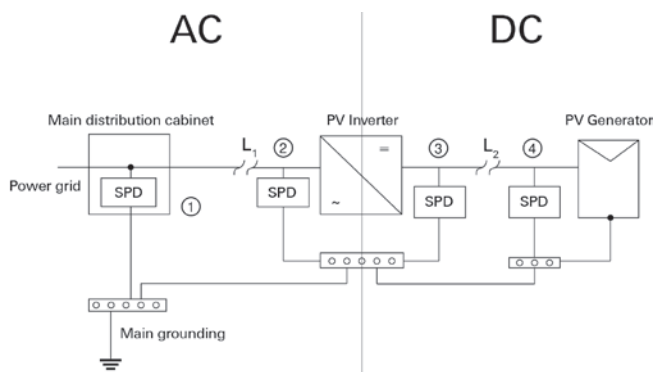 AC
DC
Main distribution cabinet
L1
②
PV Inverter
③
L2
④
PV Generator
Power grid
SPD
①
SPD
=
~
SPD
SPD
Main grounding